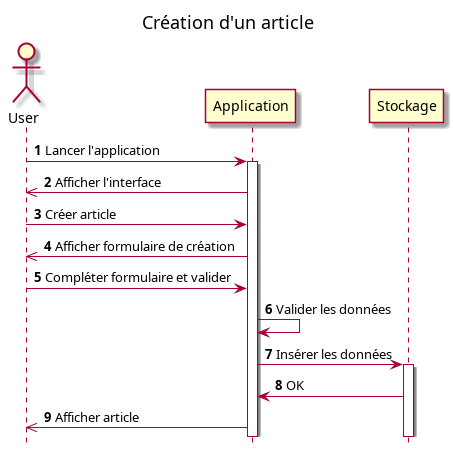 Création d'un article
User
Application
Stockage
1 Lancer l'application
2 Afficher l'interface
3 Créer article
4 Afficher formulaire de création
5 Compléter formulaire et valider
6 Valider les données
7 Insérer les données
8 OK
9 Afficher article